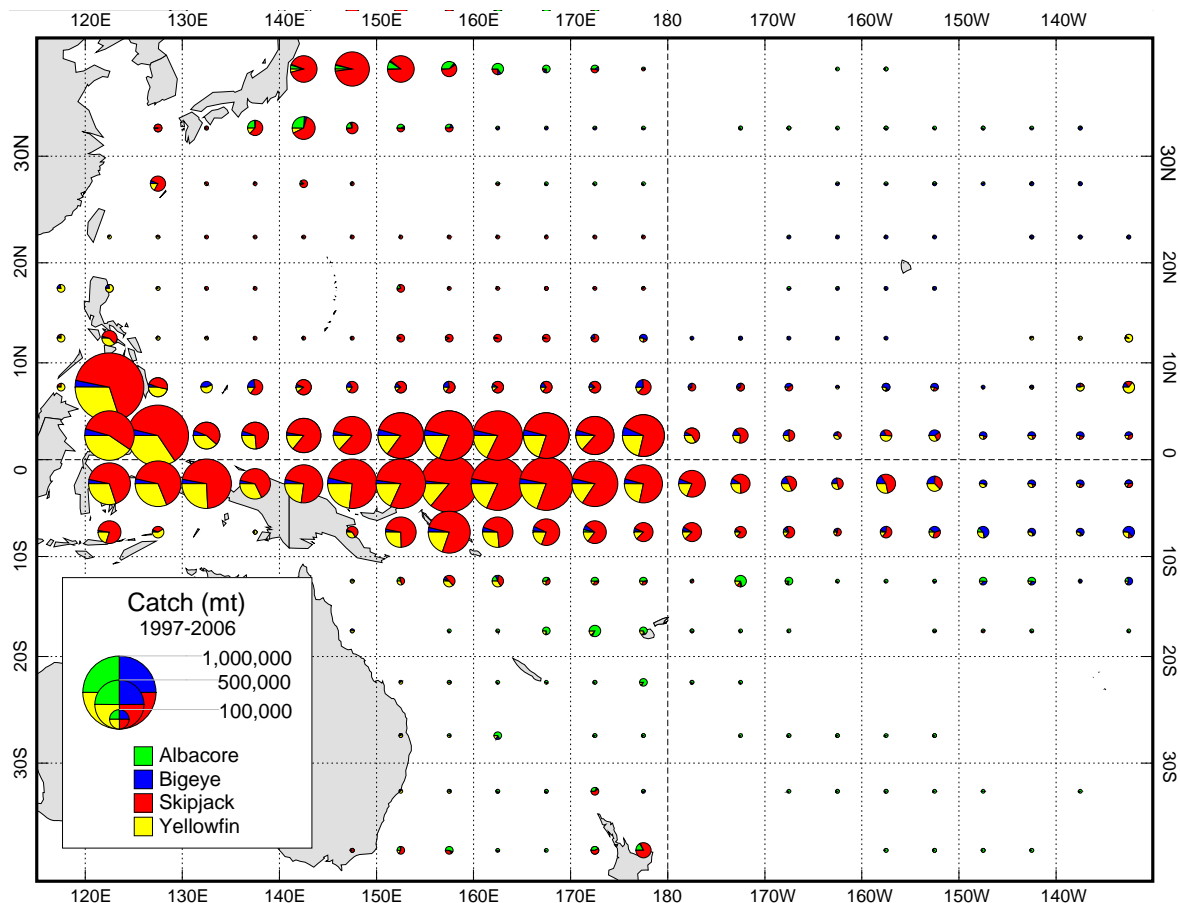 120E 130E 140E 150E 160E 170E 180 170W 160W 150W 140W
30N 30N
20N 20N
10N 10N
0 0
10S 10S
20S 20S
30S 30S
Catch (mt)
1997-2006
1,000,000
500,000
100,000
Albacore
Bigeye
Skipjack
Yellowfin
120E 130E 140E 150E 160E 170E 180 170W 160W 150W 140W